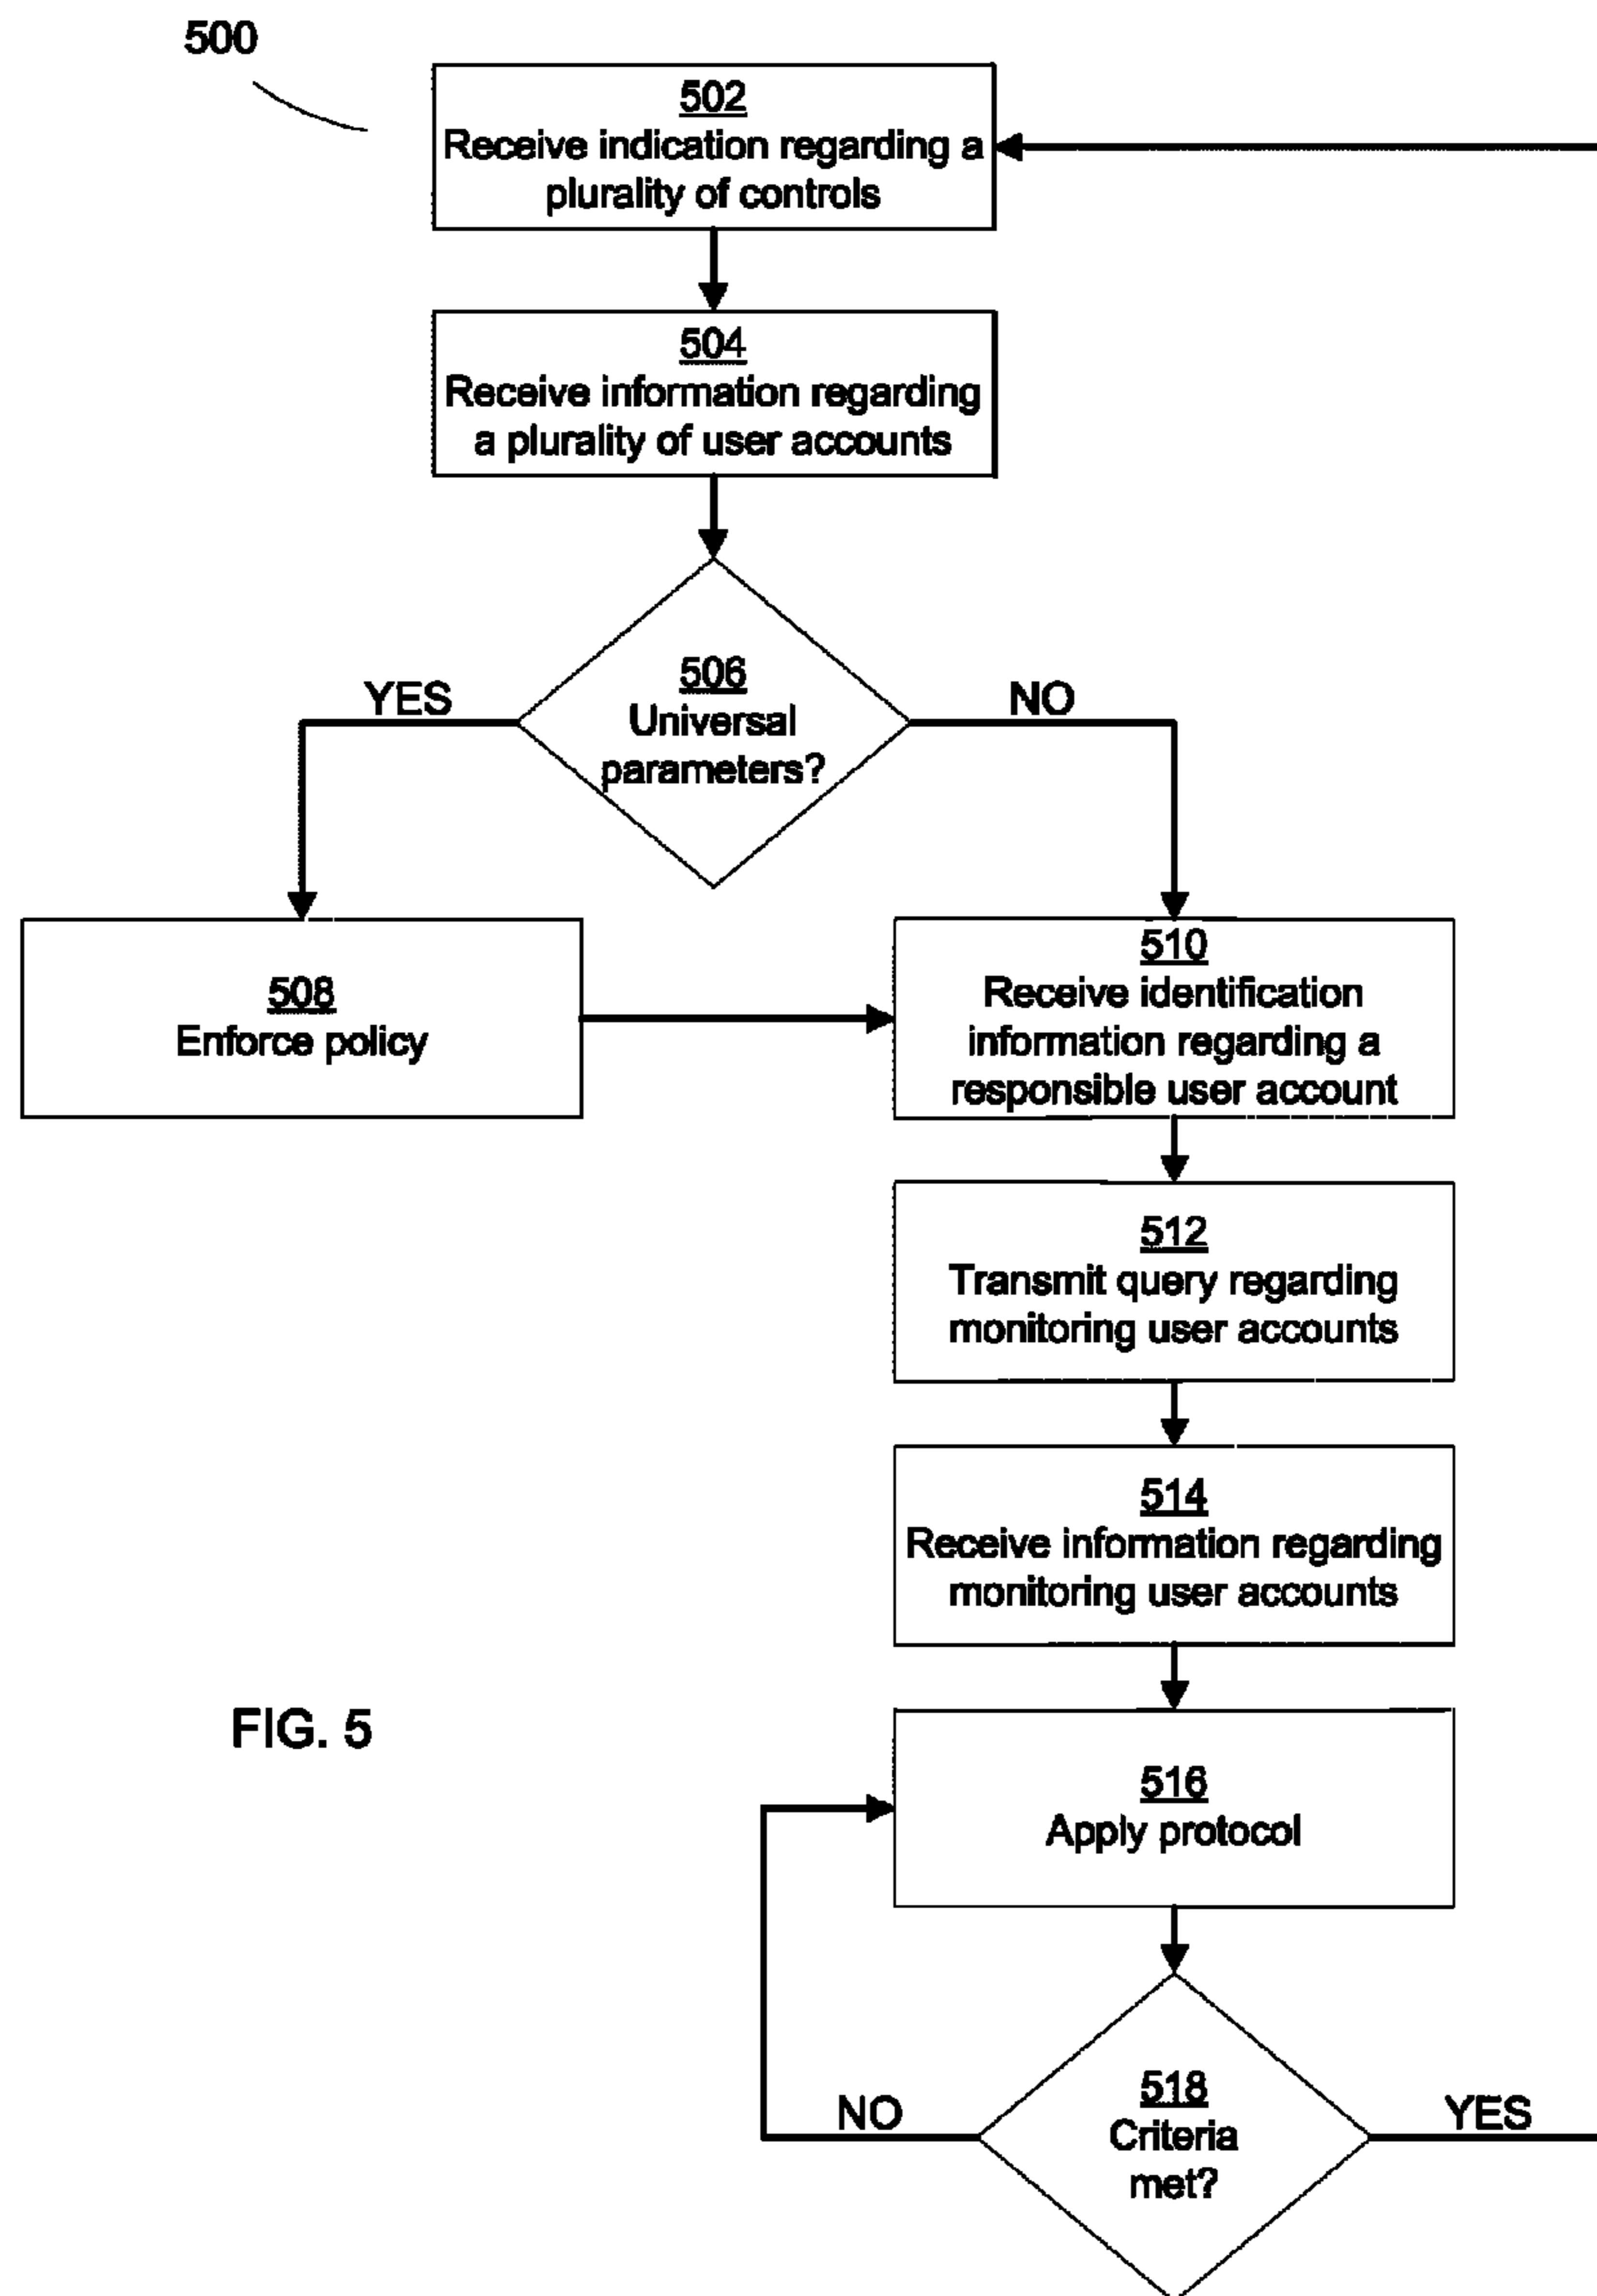 500
502
Receive indication regarding a
plurality of controls
504
Receive information regarding
a plurality of user accounts
506
Universal
parameters?
YES
NO
508
Enforce policy
510
Receive identification
information regarding a
responsible user account
512
Transmit query regarding
monitoring user accounts
514
Receive information regarding
monitoring user accounts
516
Apply protocol
518
Criteria
met?
NO
YES
FIG. 5